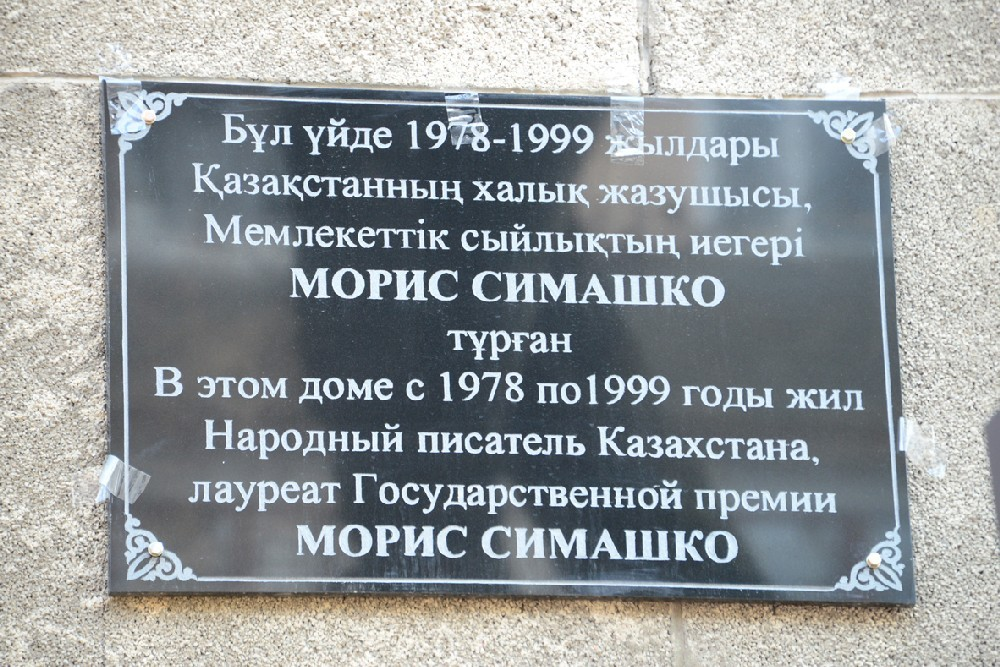 Бұл үйде 1978-1999 жылдары
Қазақстанның халық жазушысы,
Мемлекеттік сыйлықтың иегері
МОРИС СИМАШКО
тұрған
В этом доме с 1978 по1999 годы жил
Народный писатель Казахстана,
лауреат Государственной премии
МОРИС СИМАШКО